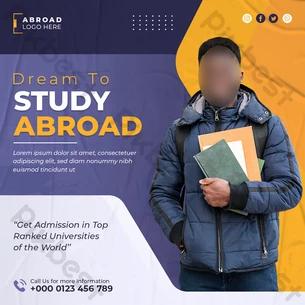 ABROAD
LOGO HERE
Dream To
STUDY
ABROAD
Lorem ipsum dolor sit amet, consectetuer
adipiscing elit, sed diam nonummy nibh
euismod tincidunt ut
“Get Admission in Top
Ranked Universities
of the World”
Call Us for more Information
+000 0123 456 789